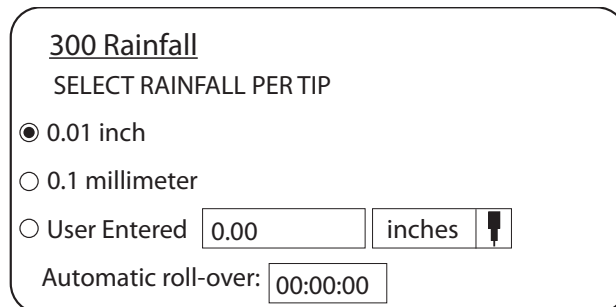 300 Rainfall
SELECT RAINFALL PER TIP
0.01 inch
0.1 millimeter
User Entered 0.00 inches
Automatic roll-over: 00:00:00